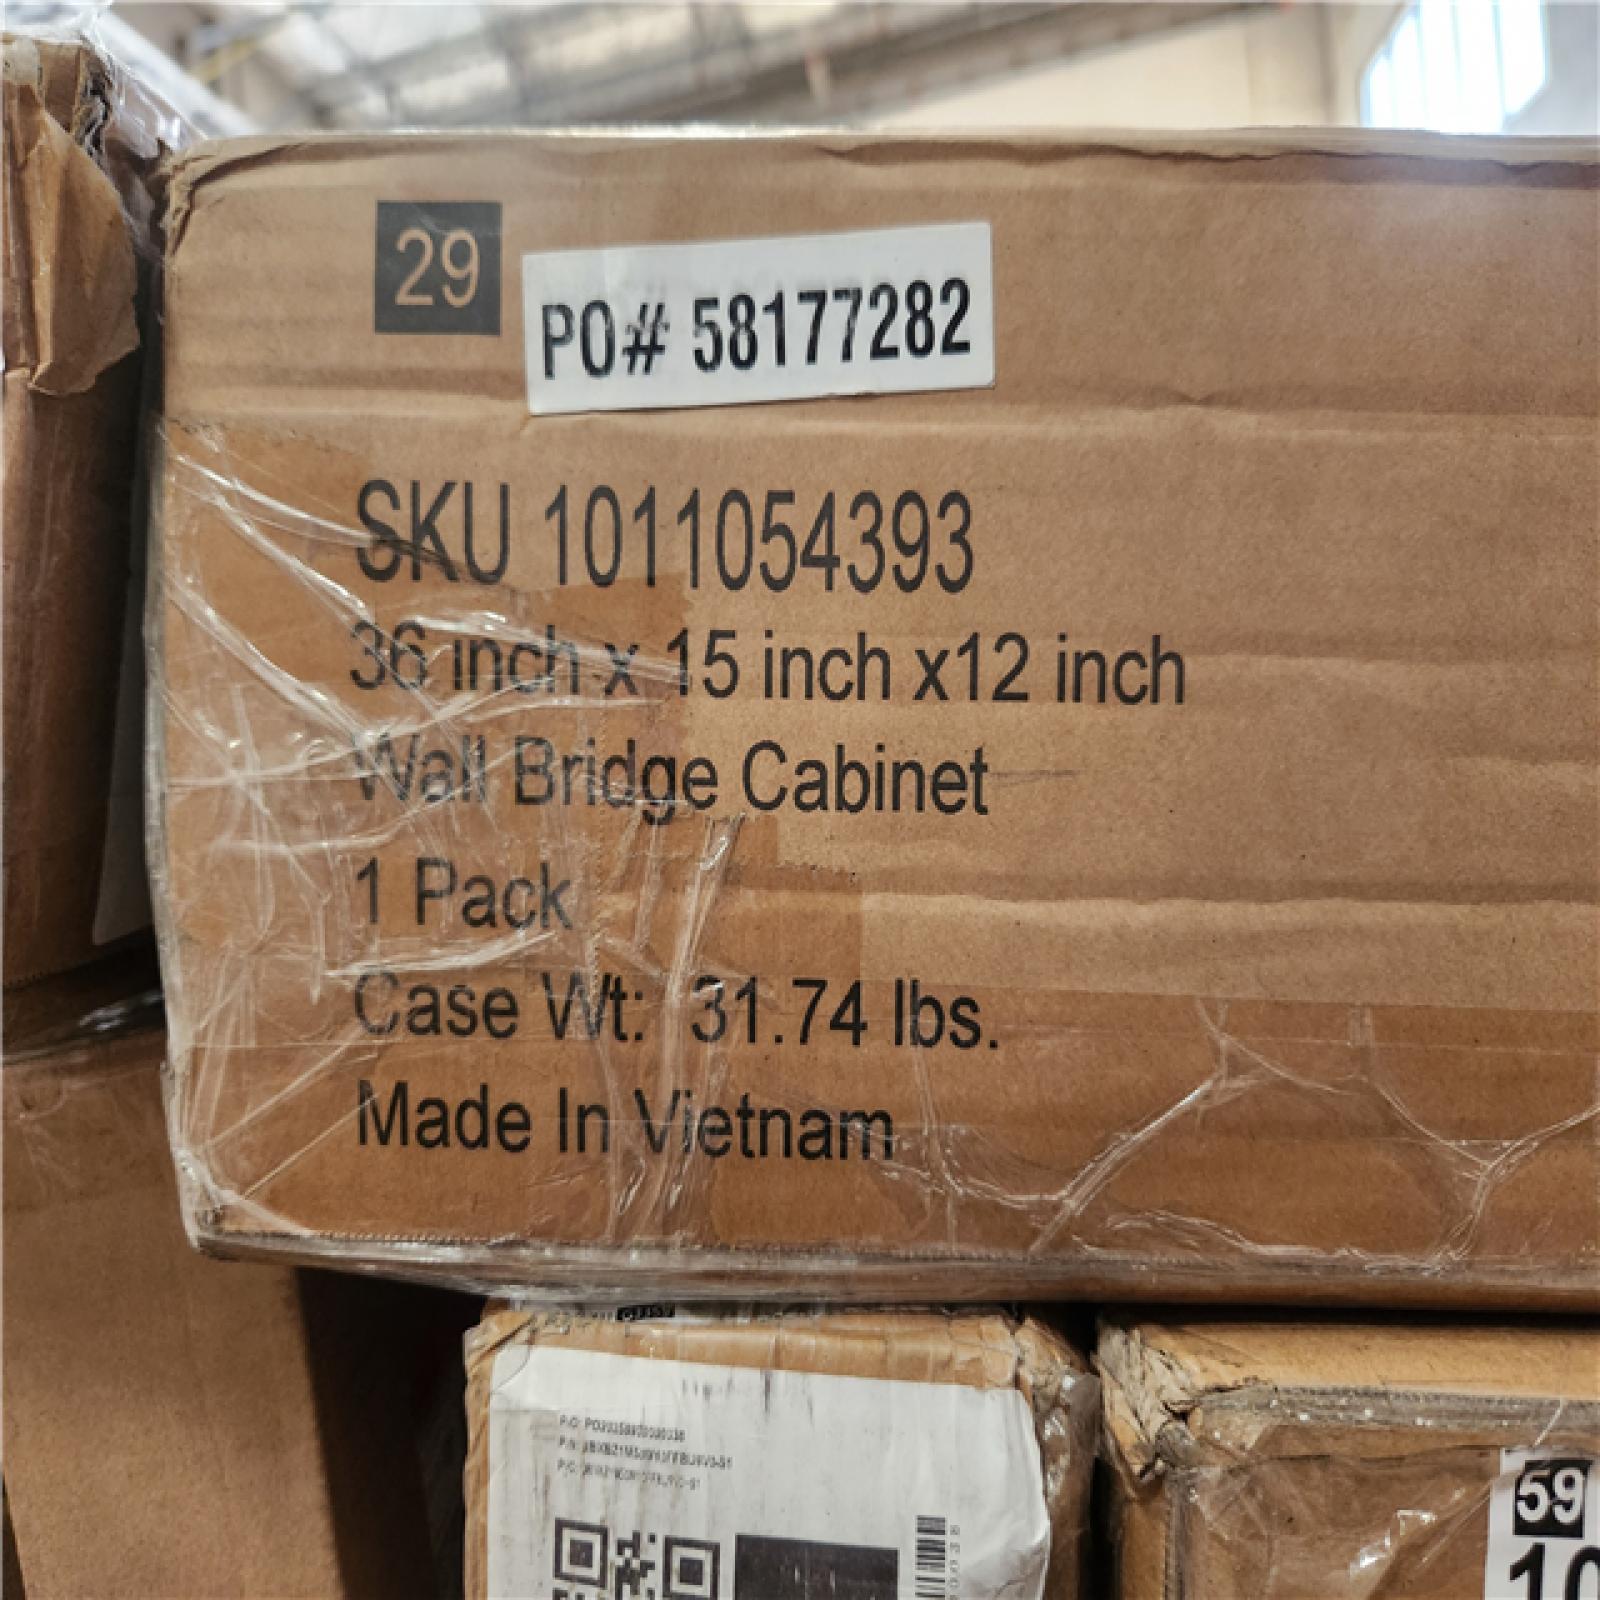 29
PO# 58177282
SKU 1011054393
36 inch x 15 inch x12 inch
Wall Bridge Cabinet
1 Pack
Case Wt: 31.74 lbs.
Made In Vietnam
59
10